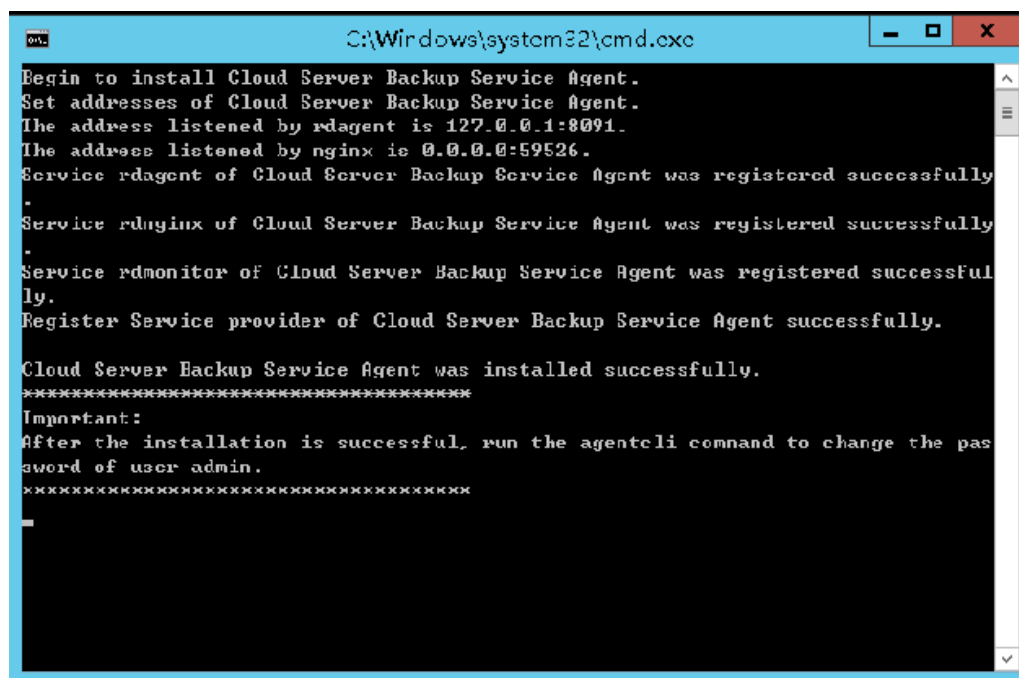 C:\Windows\system32\cmd.exe
Begin to install Cloud Server Backup Service Agent.
Set addresses of Cloud Server Backup Service Agent.
The address listened by rdagent is 127.0.0.1:8091.
The address listened by nginx is 0.0.0.0:59526.
Service rdagent of Cloud Server Backup Service Agent was registered successfully
.
Service rdnginx of Cloud Server Backup Service Agent was registered successfully
.
Service rdmonitor of Cloud Server Backup Service Agent was registered successful
ly.
Register Service provider of Cloud Server Backup Service Agent successfully.
Cloud Server Backup Service Agent was installed successfully.
*************************************
Important:
After the installation is successful, run the agentcli command to change the pas
sword of user admin.
*************************************